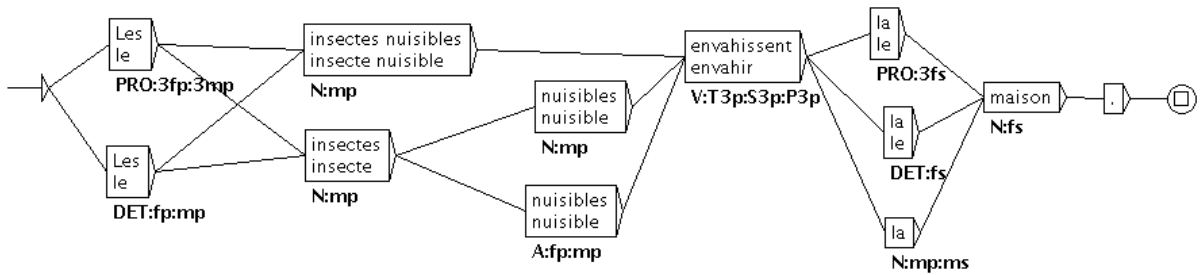 Les
le
PRO:3fp:3mp
Les
le
DET:fp:mp
insectes nuisibles
insecte nuisible
N:mp
insectes
insecte
N:mp
nuisibles
nuisible
N:mp
nuisibles
nuisible
A:fp:mp
envahissent
envahir
V:T3p:S3p:P3p
la
le
PRO:3fs
la
le
DET:fs
la
N:mp:ms
maison
N:fs
.